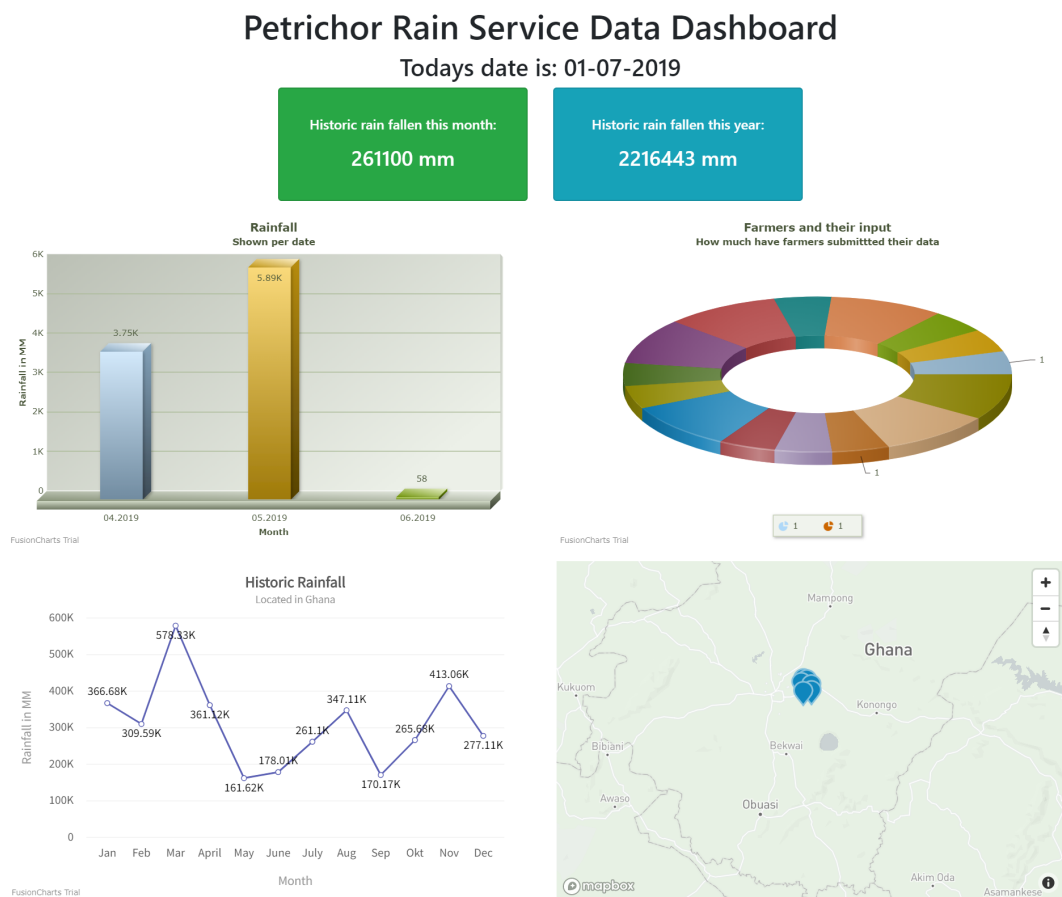 Petrichor Rain Service Data Dashboard
Todays date is: 01-07-2019
Historic rain fallen this month:
261100 mm
Historic rain fallen this year:
2216443 mm
Rainfall
Shown per date
6K
5K
4K
3K
2K
1K
0
Rainfall in MM
3.75K
5.89K
58
04.2019
05.2019
06.2019
Month
FusionCharts Trial
Farmers and their input
How much have farmers submittted their data
1
1
1
1
FusionCharts Trial
Historic Rainfall
Located in Ghana
600K
500K
400K
300K
200K
100K
0
Rainfall in MM
366.68K
309.59K
578.33K
361.12K
161.62K
178.01K
261.1K
347.11K
170.17K
265.68K
413.06K
277.11K
Jan
Feb
Mar
April
May
June
July
Aug
Sep
Okt
Nov
Dec
Month
FusionCharts Trial
Mampong
Ghana
Kukuom
Konongo
Bibiani
Bekwai
Awaso
Obuasi
Akim Oda
Asamankese
mapbox